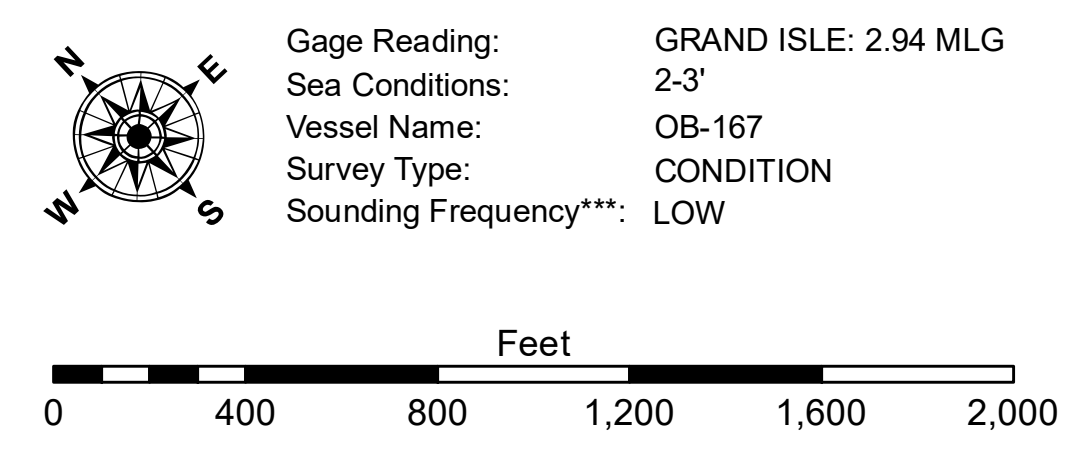 N E
W S
Gage Reading: GRAND ISLE: 2.94 MLG
Sea Conditions: 2-3'
Vessel Name: OB-167
Survey Type: CONDITION
Sounding Frequency***: LOW
Feet
0 400 800 1,200 1,600 2,000